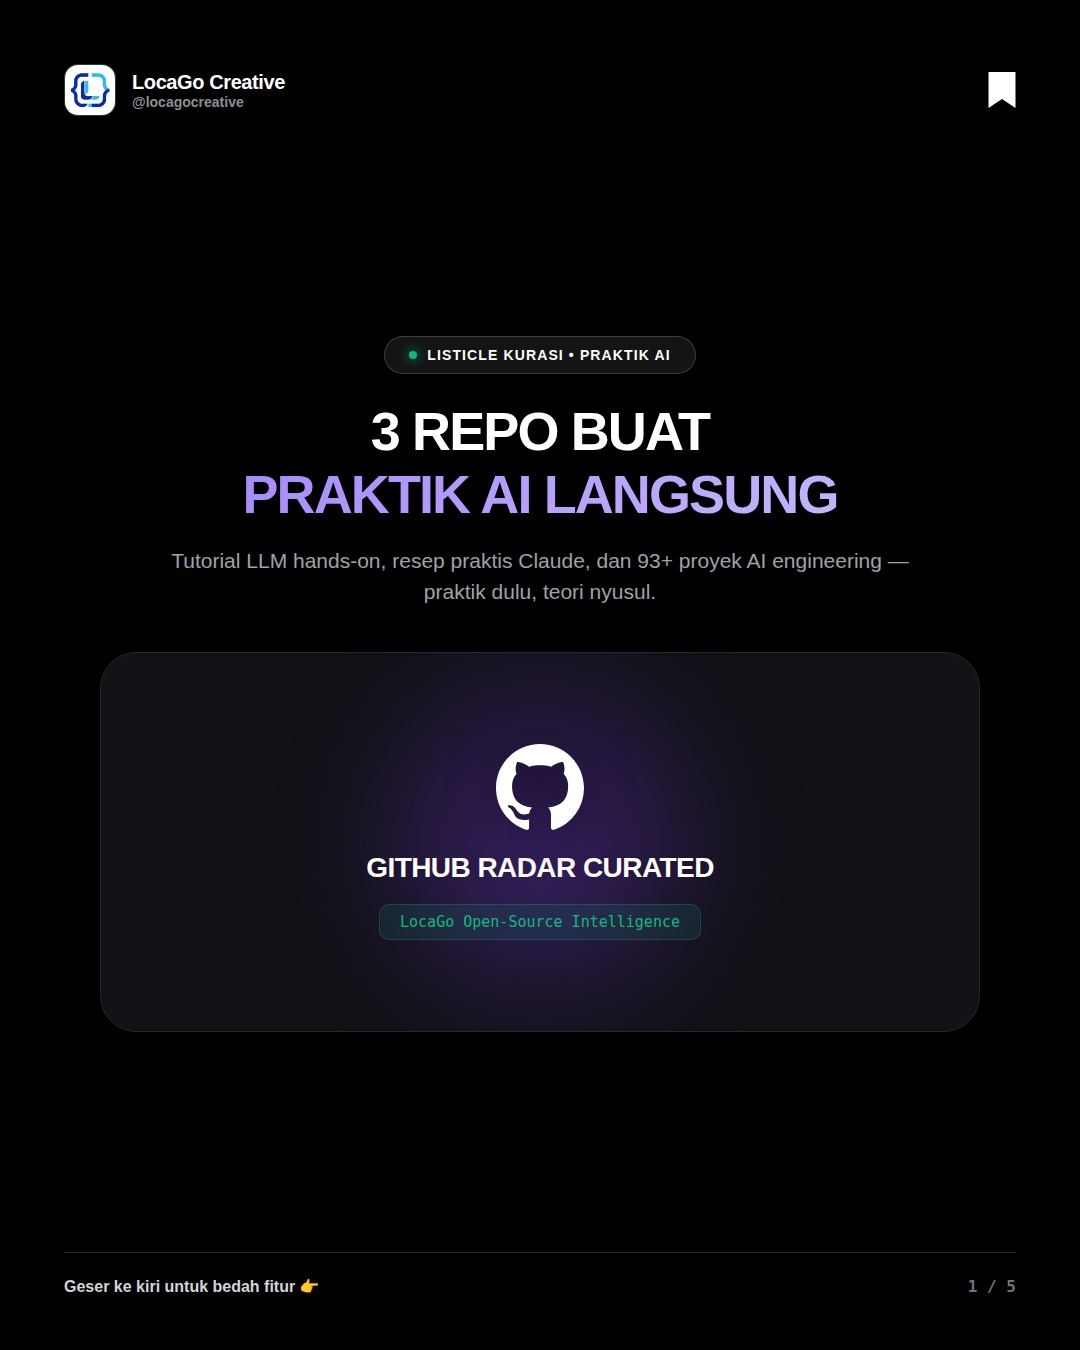 LocaGo Creative
@locagocreative
LISTICLE KURASI • PRAKTIK AI
3 REPO BUAT
PRAKTIK AI LANGSUNG
Tutorial LLM hands-on, resep praktis Claude, dan 93+ proyek AI engineering —
praktik dulu, teori nyusul.
GITHUB RADAR CURATED
LocaGo Open-Source Intelligence
Geser ke kiri untuk bedah fitur 👉
1 / 5